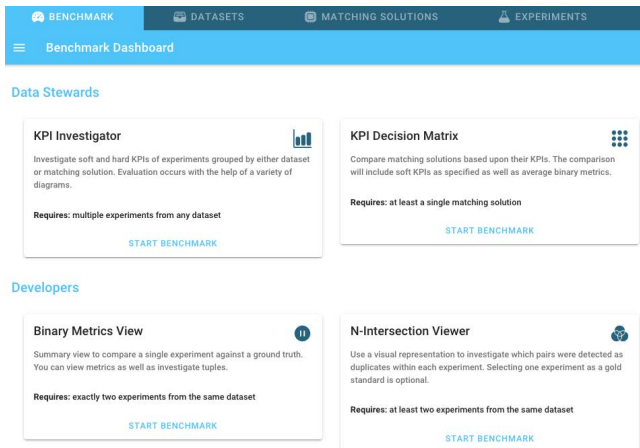 BENCHMARK DATASETS MATCHING SOLUTIONS EXPERIMENTS
Benchmark Dashboard
Data Stewards
KPI Investigator
Investigate soft and hard KPIs of experiments grouped by either dataset
or matching solution. Evaluation occurs with the help of a variety of
diagrams.
Requires: multiple experiments from any dataset
START BENCHMARK
KPI Decision Matrix
Compare matching solutions based upon their KPIs. The comparison
will include soft KPIs as specified as well as average binary metrics.
Requires: at least a single matching solution
START BENCHMARK
Developers
Binary Metrics View
Summary view to compare a single experiment against a ground truth.
You can view metrics as well as investigate tuples.
Requires: exactly two experiments from the same dataset
START BENCHMARK
N-Intersection Viewer
Use a visual representation to investigate which pairs were detected as
duplicates within each experiment. Selecting one experiment as a gold
standard is optional.
Requires: at least two experiments from the same dataset
START BENCHMARK